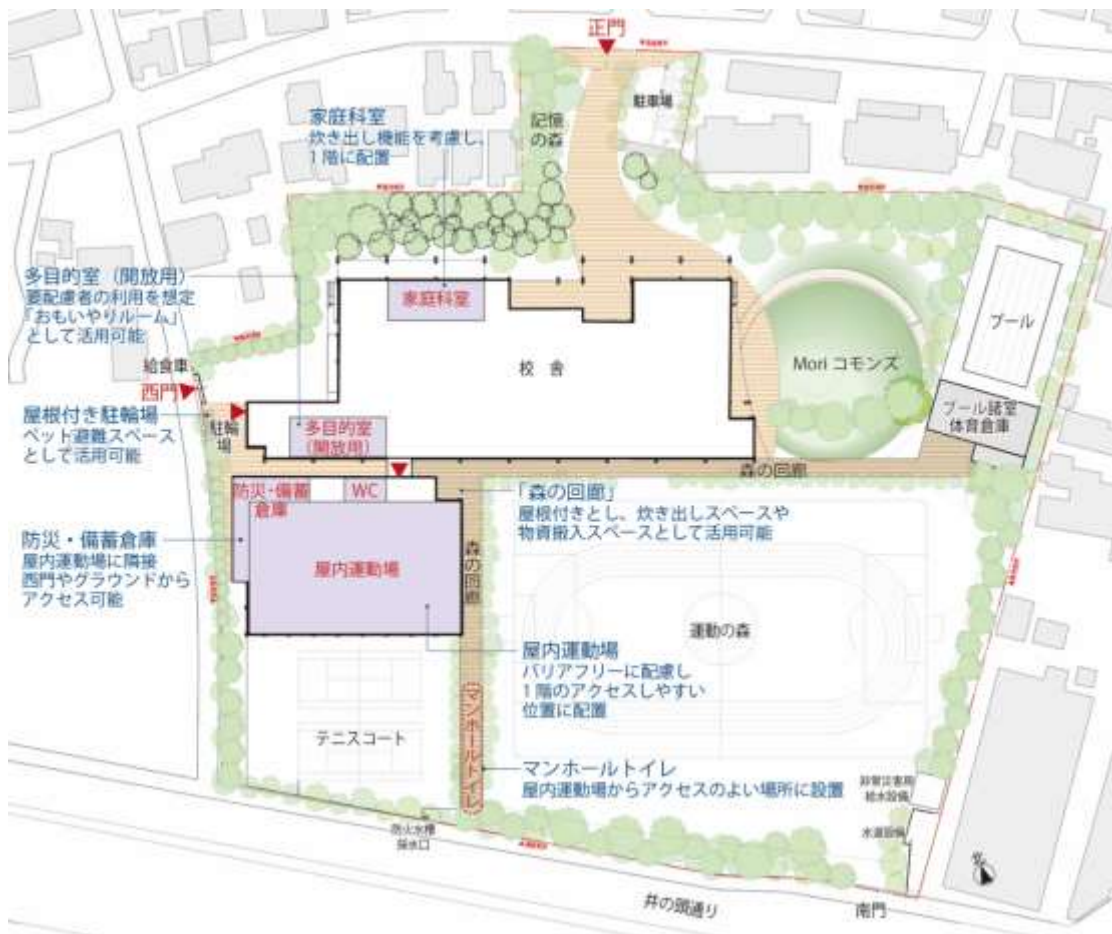 正門
駐車場
記憶
の森
家庭科室
炊き出し機能を考慮し、
1階に配置
多目的室（開放用）
要配慮者の利用を想定
「おもいやりルーム」
として活用可能
家庭科室
校 舎
Mori コモンズ
プール
プール諸室
体育倉庫
給食庫
西門
屋根付き駐輪場
ペット避難スペース
として活用可能
駐輪
場
多目的室
(開放用)
森の回廊
防災･備蓄
倉庫
WC
「森の回廊」
屋根付きとし、炊き出しスペースや
物資搬入スペースとして活用可能
防災・備蓄倉庫
屋内運動場に隣接
西門やグラウンドから
アクセス可能
屋内運動場
森の回廊
運動の森
屋内運動場
バリアフリーに配慮し
1階のアクセスしやすい
位置に配置
マンホールトイレ
テニスコート
マンホールトイレ
屋内運動場からアクセスのよい場所に設置
非常災害用
給水設備
水道設備
防火水槽
採水口
井の頭通り
南門